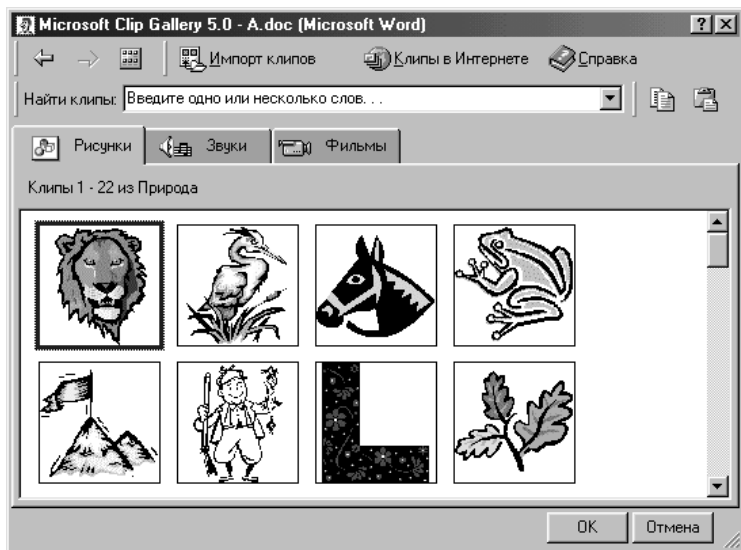 Microsoft Clip Gallery 5.0 - A.doc (Microsoft Word)
Импорт клипов Клипы в Интернете Справка
Найти клипы: Введите одно или несколько слов. . .
Рисунки Звуки Фильмы
Клипы 1 - 22 из Природа
OK Отмена